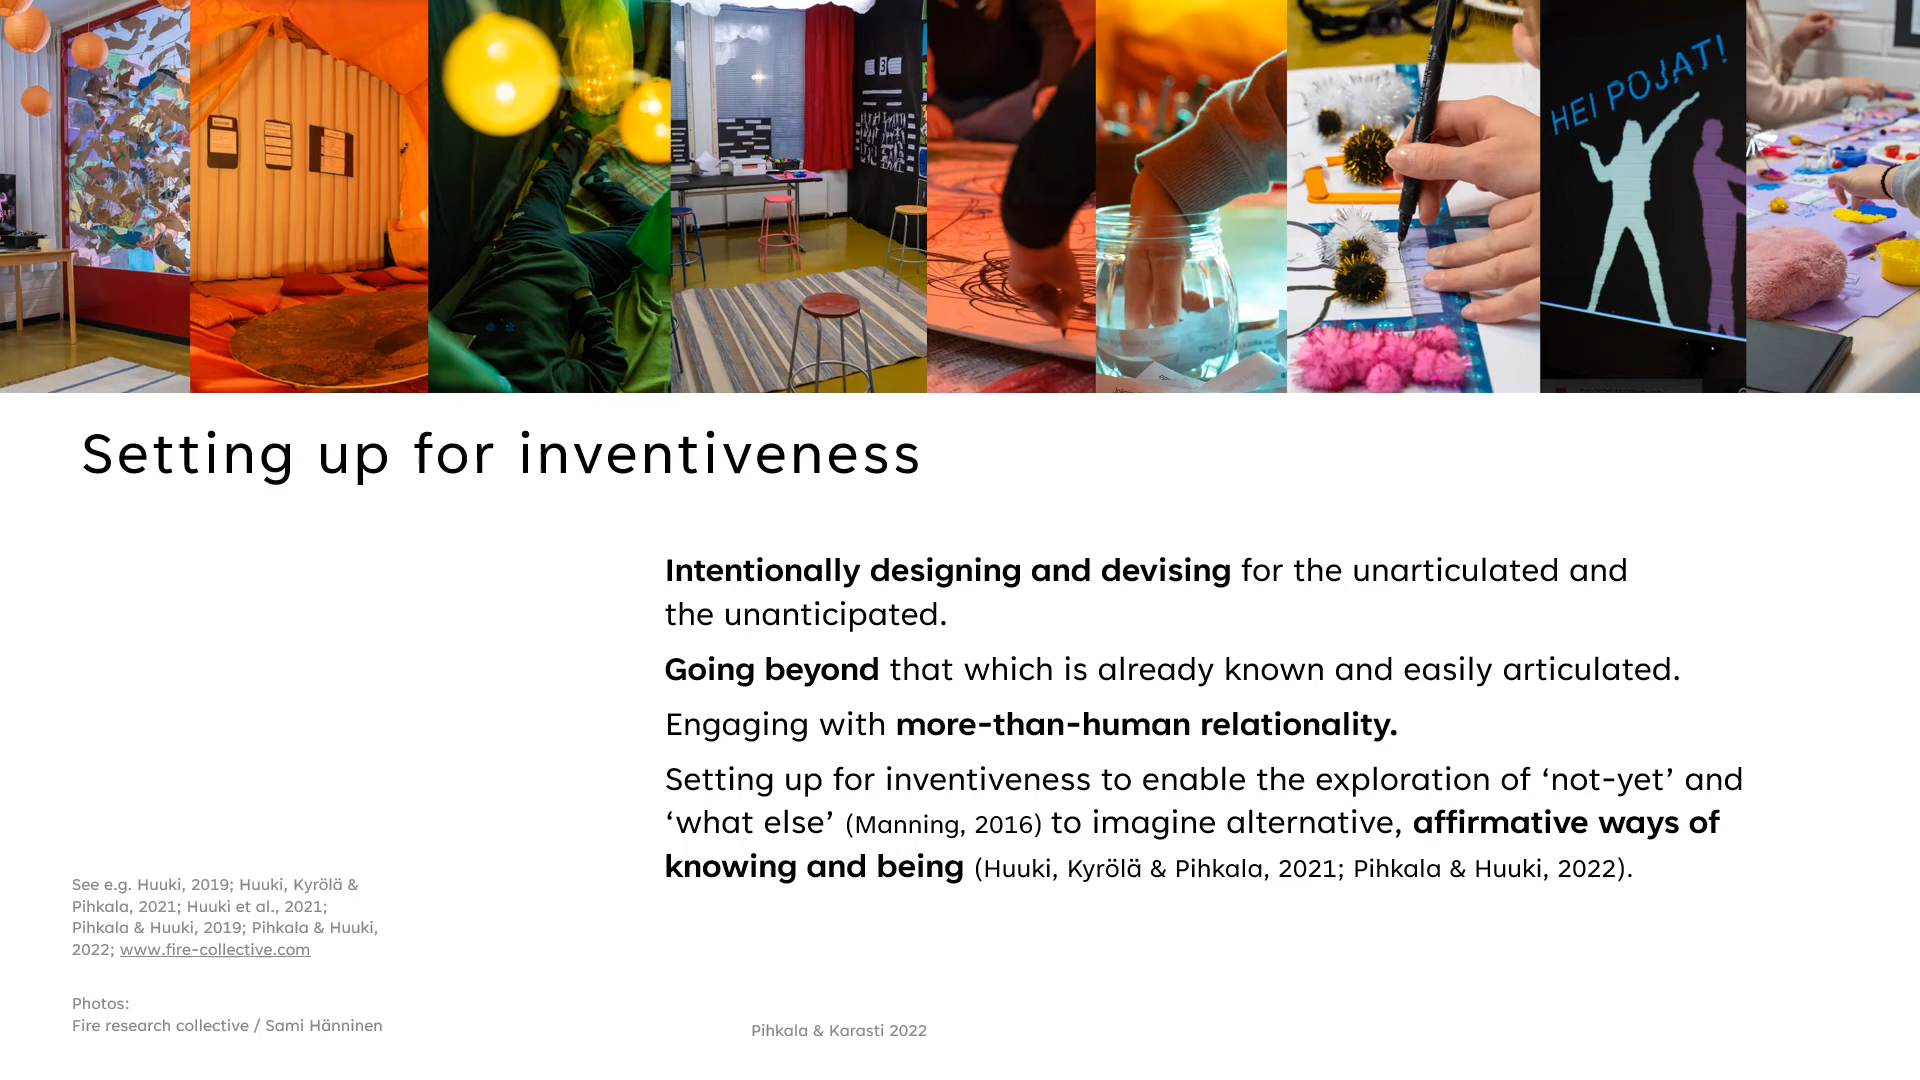 3
HEI POJAT!
Setting up for inventiveness
Intentionally designing and devising for the unarticulated and
the unanticipated.
Going beyond that which is already known and easily articulated.
Engaging with more-than-human relationality.
Setting up for inventiveness to enable the exploration of ‘not-yet’ and
‘what else’ (Manning, 2016) to imagine alternative, affirmative ways of
knowing and being (Huuki, Kyrölä & Pihkala, 2021; Pihkala & Huuki, 2022).
See e.g. Huuki, 2019; Huuki, Kyrölä &
Pihkala, 2021; Huuki et al., 2021;
Pihkala & Huuki, 2019; Pihkala & Huuki,
2022; www.fire-collective.com
Photos:
Fire research collective / Sami Hänninen
Pihkala & Karasti 2022